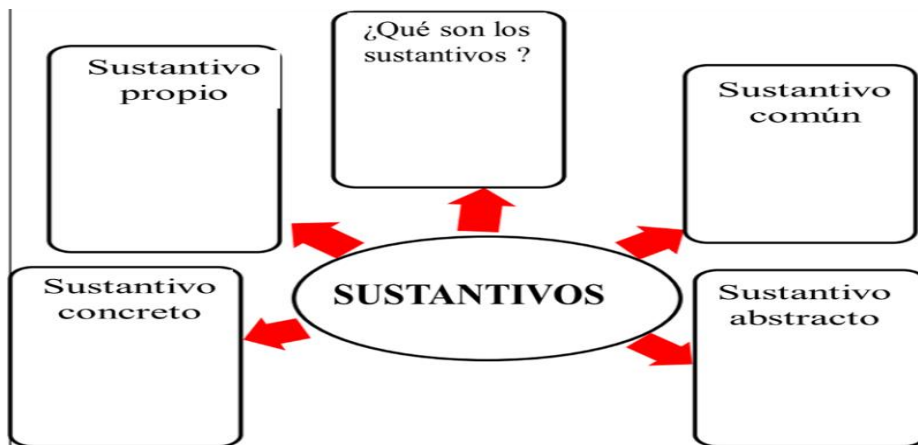 ¿Qué son los
sustantivos ?
Sustantivo
propio
Sustantivo
común
SUSTANTIVOS
Sustantivo
concreto
Sustantivo
abstracto